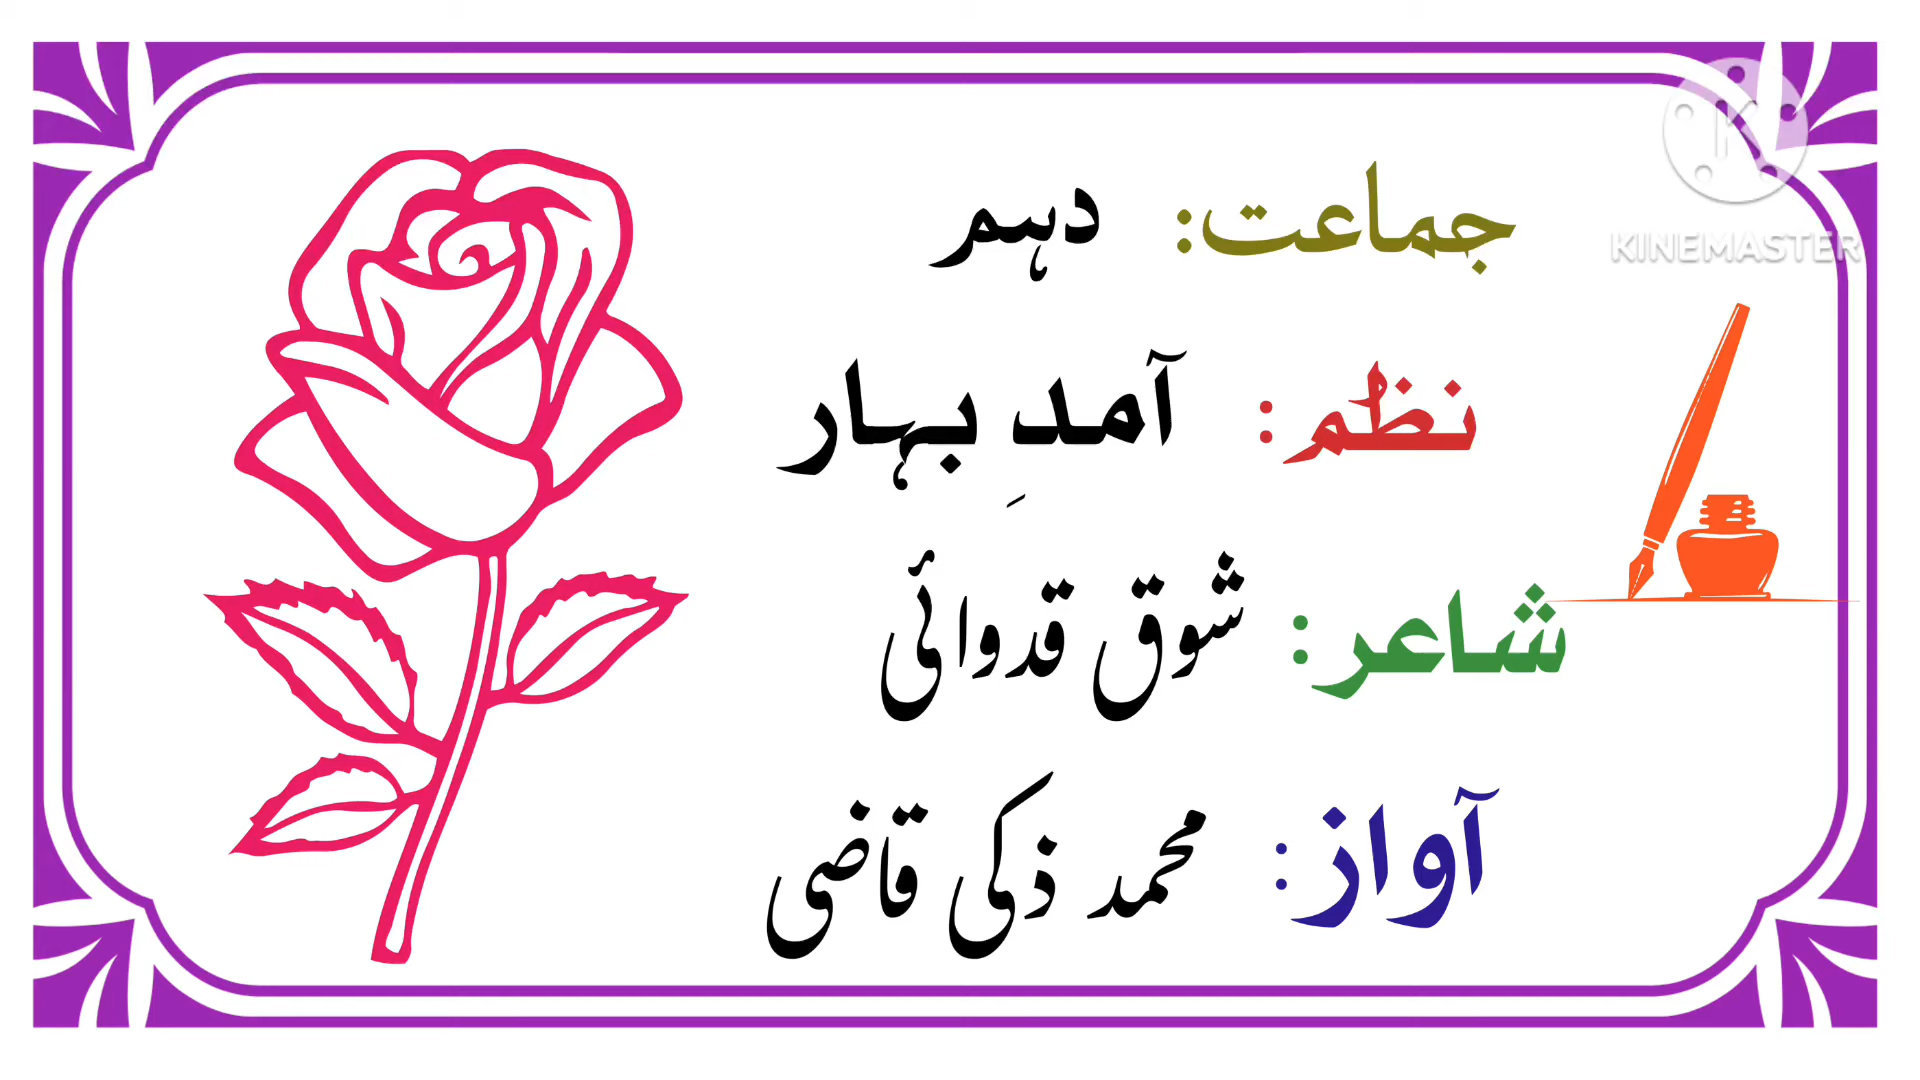 جماعت: دہم
KINEMASTER
نظم: آمدِ بہار
شاعر: شوق قدوائی
آواز: محمد ذکی قاضی